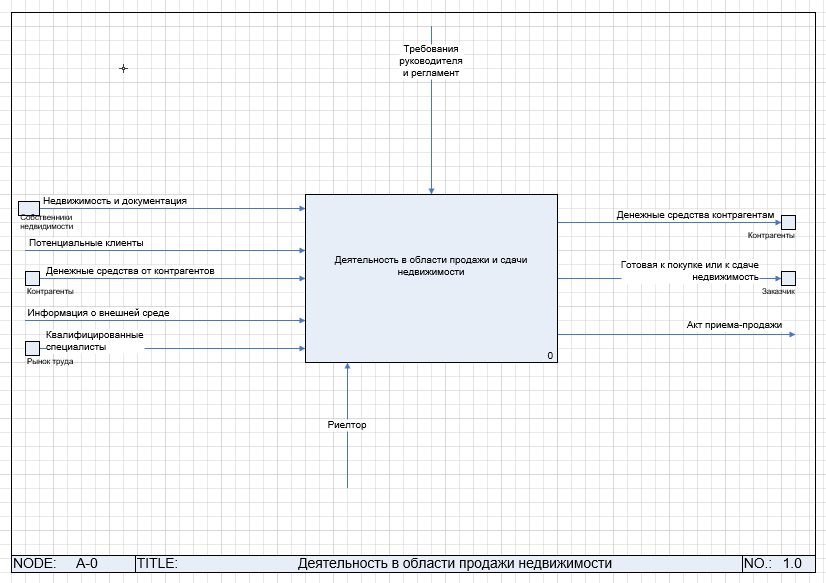 Требования
руководителя
и регламент
Недвижимость и документация
Собственники
недвидимости
Потенциальные клиенты
Денежные средства от контрагентов
Контрагенты
Информация о внешней среде
Квалифицированные
специалисты
Рынок труда
Деятельность в области продажи и сдачи
недвижимости
0
Денежные средства контрагентам
Контрагенты
Готовая к покупке или к сдаче
недвижимость
Заказчик
Акт приема-продажи
Риелтор
NODE: A-0 TITLE: Деятельность в области продажи недвижимости NO.: 1.0